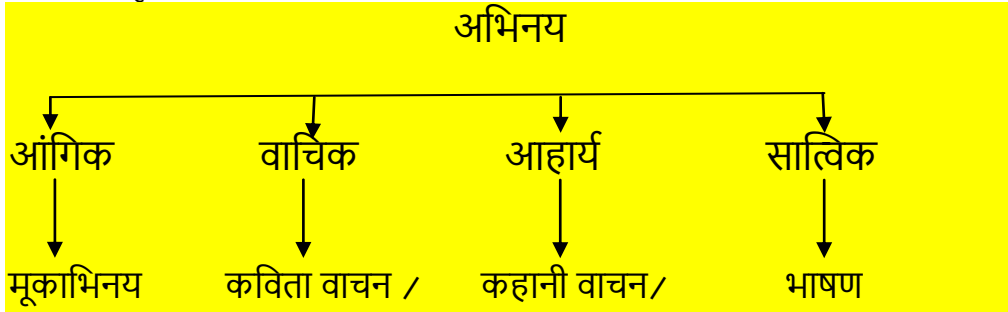 अभिनय
आंगिक वाचिक आहार्य सात्विक
मूकाभिनय कविता वाचन / कहानी वाचन/ भाषण